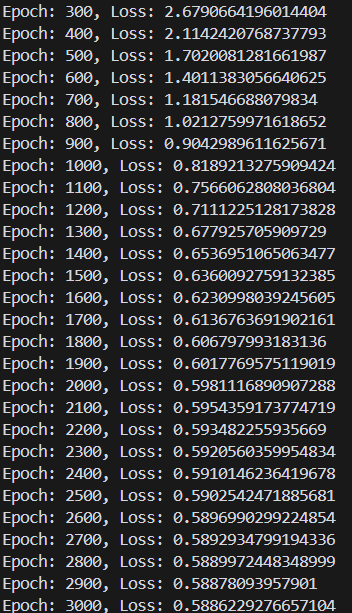 Epoch: 300, Loss: 2.6790664196014404
Epoch: 400, Loss: 2.1142420768737793
Epoch: 500, Loss: 1.7020081281661987
Epoch: 600, Loss: 1.4011383056640625
Epoch: 700, Loss: 1.181546688079834
Epoch: 800, Loss: 1.0212759971618652
Epoch: 900, Loss: 0.9042989611625671
Epoch: 1000, Loss: 0.8189213275909424
Epoch: 1100, Loss: 0.7566062808036804
Epoch: 1200, Loss: 0.7111225128173828
Epoch: 1300, Loss: 0.677925705909729
Epoch: 1400, Loss: 0.6536951065063477
Epoch: 1500, Loss: 0.6360092759132385
Epoch: 1600, Loss: 0.6230998039245605
Epoch: 1700, Loss: 0.6136763691902161
Epoch: 1800, Loss: 0.606797993183136
Epoch: 1900, Loss: 0.6017769575119019
Epoch: 2000, Loss: 0.5981116890907288
Epoch: 2100, Loss: 0.5954359173774719
Epoch: 2200, Loss: 0.593482255935669
Epoch: 2300, Loss: 0.5920560359954834
Epoch: 2400, Loss: 0.5910146236419678
Epoch: 2500, Loss: 0.5902542471885681
Epoch: 2600, Loss: 0.5896990299224854
Epoch: 2700, Loss: 0.5892934799194336
Epoch: 2800, Loss: 0.5889972448348999
Epoch: 2900, Loss: 0.58878093957901
Epoch: 3000, Loss: 0.5886229276657104